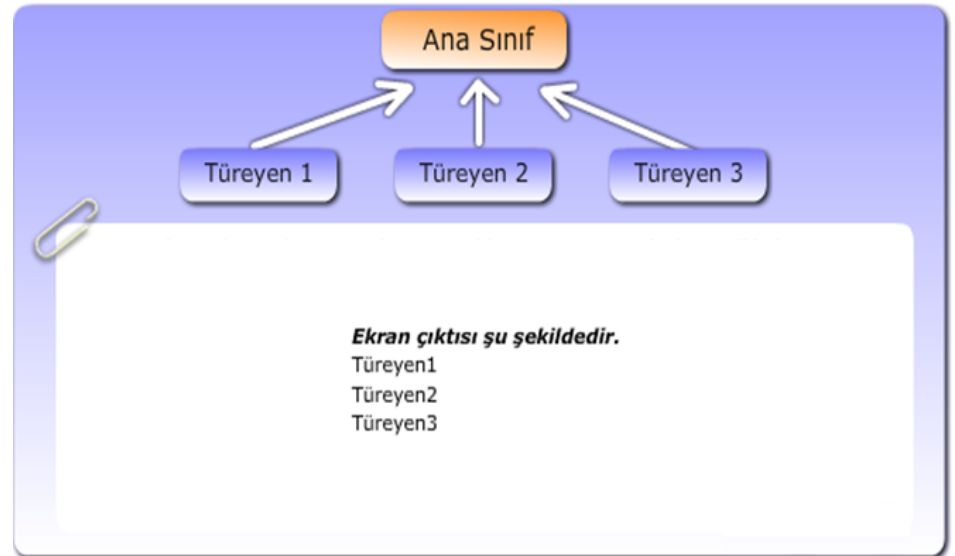 Ana Sınıf
Türeyen 1
Türeyen 2
Türeyen 3
Ekran çıktısı şu şekildedir.
Türeyen1
Türeyen2
Türeyen3